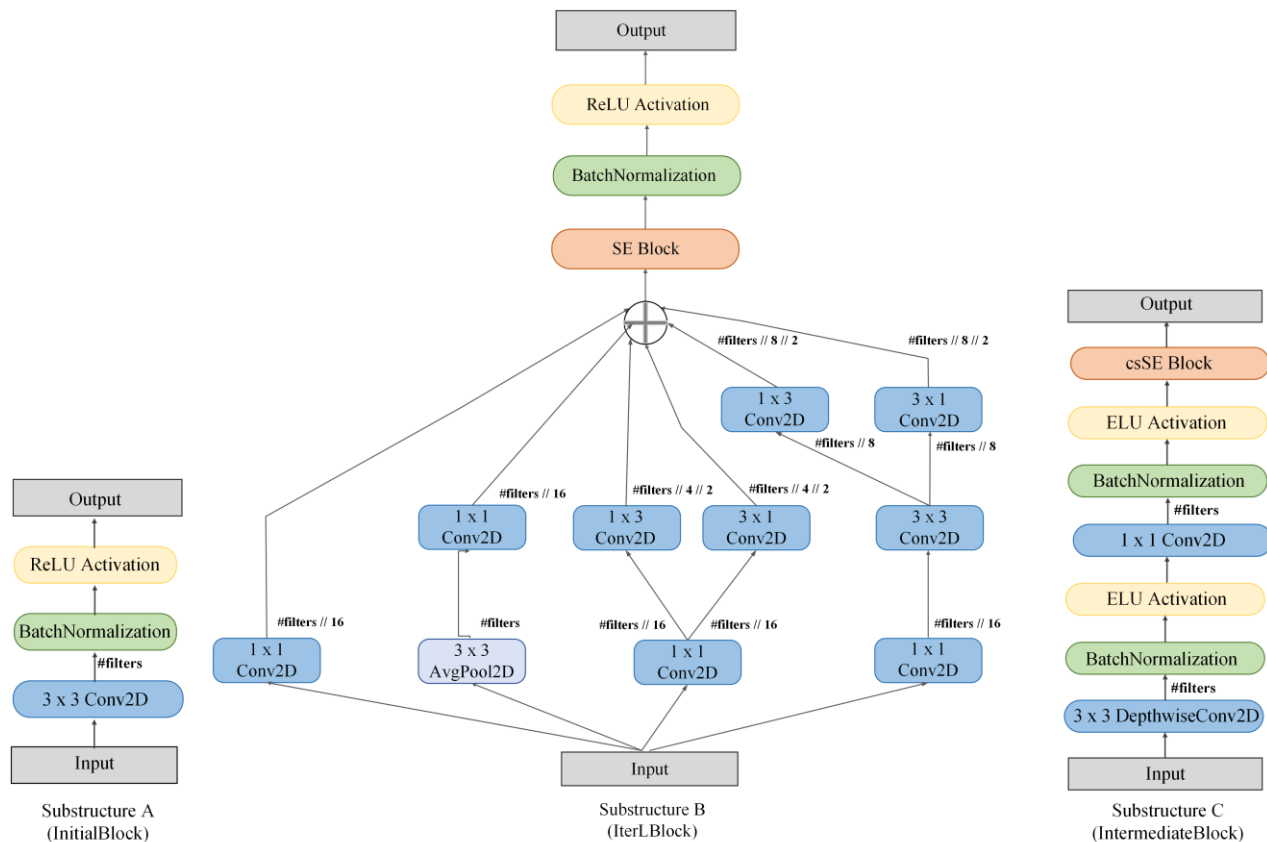 Output
ReLU Activation
BatchNormalization
#filters
3 x 3 Conv2D
Input
Substructure A
(InitialBlock)
Output
ReLU Activation
BatchNormalization
SE Block
#filters // 8 // 2
#filters // 8 // 2
1 x 3
Conv2D
3 x 1
Conv2D
#filters // 8
#filters // 8
#filters // 16
#filters // 4 // 2
#filters // 4 // 2
1 x 1
Conv2D
1 x 3
Conv2D
3 x 1
Conv2D
3 x 3
Conv2D
#filters // 16
#filters
#filters // 16
#filters // 16
#filters // 16
1 x 1
Conv2D
3 x 3
AvgPool2D
1 x 1
Conv2D
1 x 1
Conv2D
Input
Substructure B
(IterLBlock)
Output
csSE Block
ELU Activation
BatchNormalization
#filters
1 x 1 Conv2D
ELU Activation
BatchNormalization
#filters
3 x 3 DepthwiseConv2D
Input
Substructure C
(IntermediateBlock)